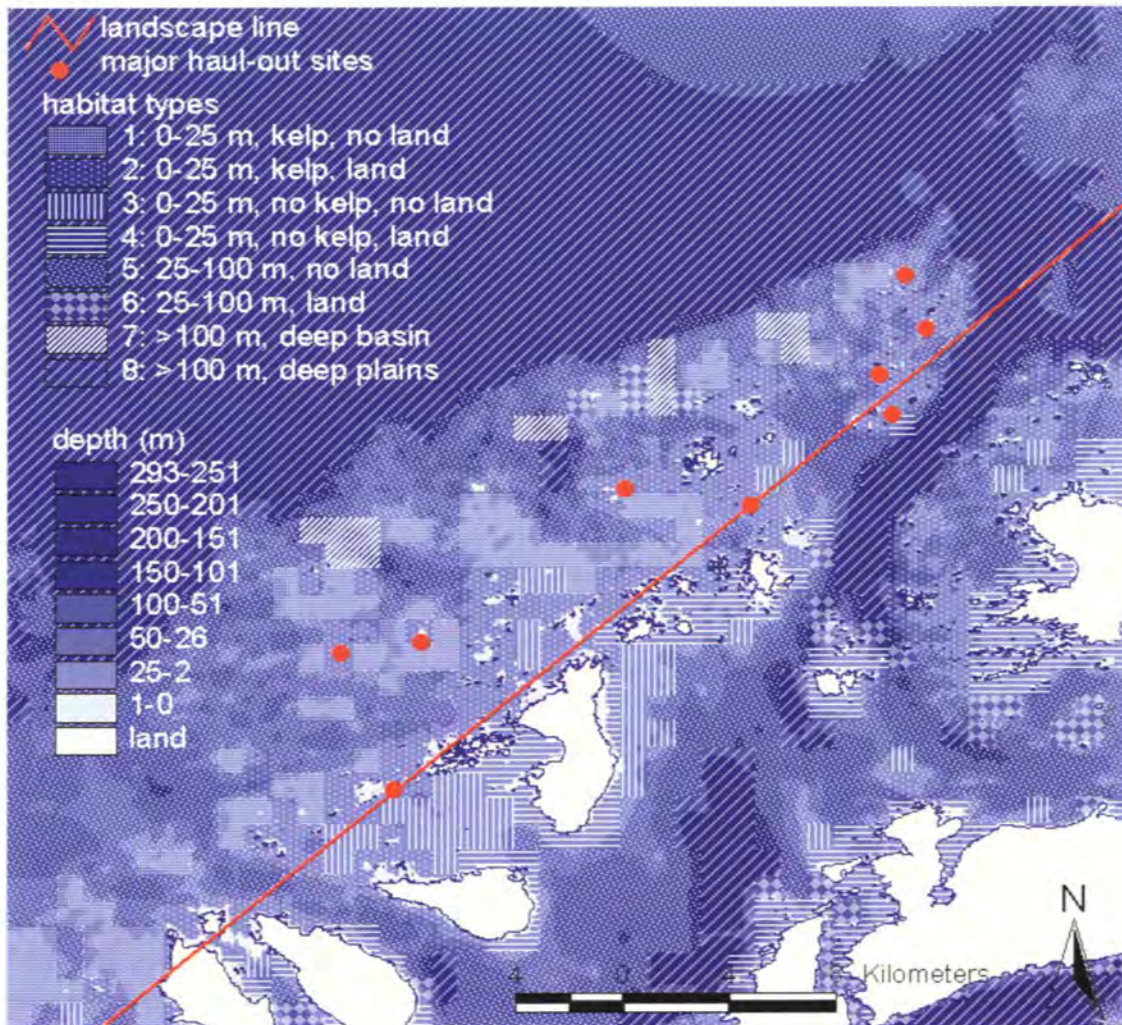 landscape line
major haul-out sites
habitat types
1: 0-25 m, kelp, no land
2: 0-25 m, kelp, land
3: 0-25 m, no kelp, no land
4: 0-25 m, no kelp, land
5: 25-100 m, no land
6: 25-100 m, land
7: >100 m, deep basin
8: >100 m, deep plains
depth (m)
293-251
250-201
200-151
150-101
100-51
50-26
25-2
1-0
land
N
4 0 4 8 Kilometers